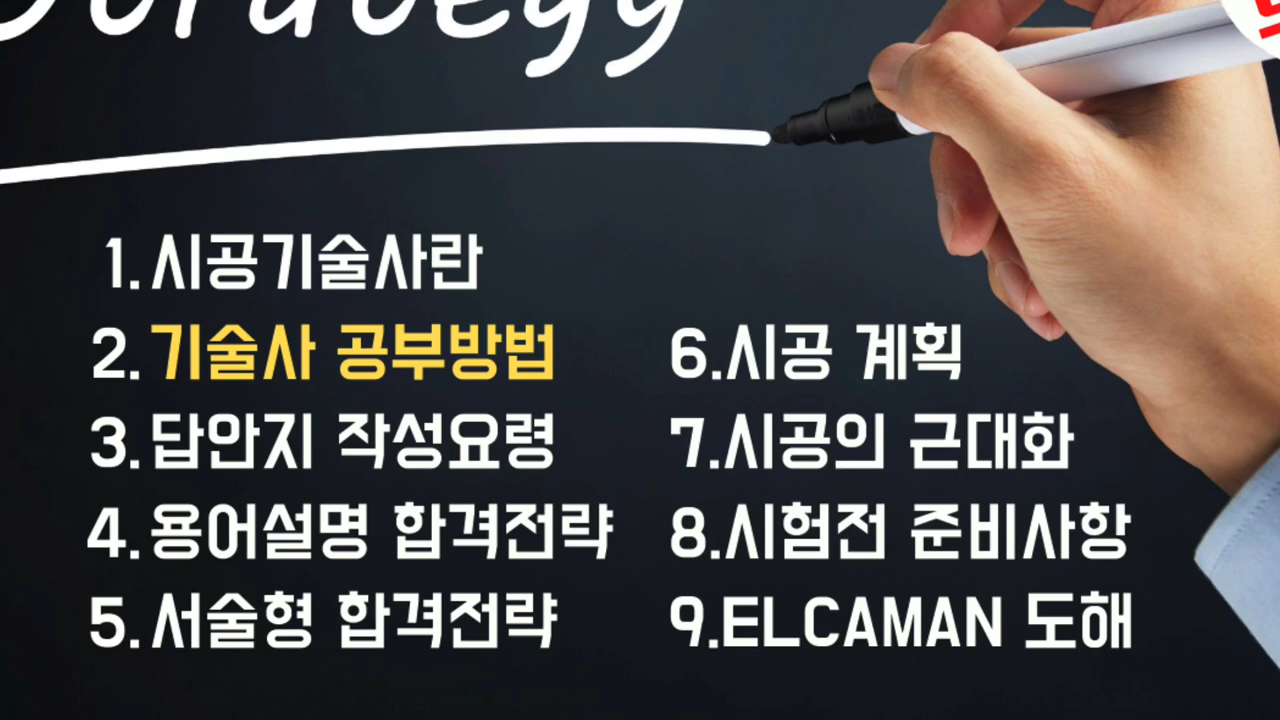 1.시공기술사란
2.기술사 공부방법
3.답안지 작성요령
4.용어설명 합격전략
5.서술형 합격전략
6.시공 계획
7.시공의 근대화
8.시험전 준비사항
9.ELCAMAN 도해